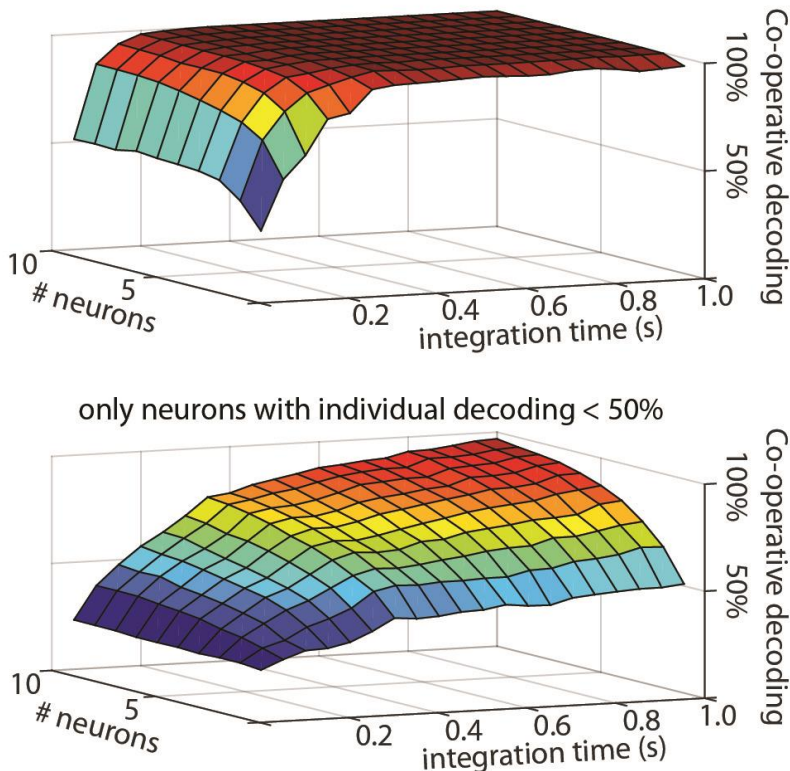 Co-operative decoding
100%
50%
10
5
# neurons
0.2
0.4
0.6
0.8
1.0
integration time (s)
only neurons with individual decoding < 50%
Co-operative decoding
100%
50%
10
5
# neurons
0.2
0.4
0.6
0.8
1.0
integration time (s)